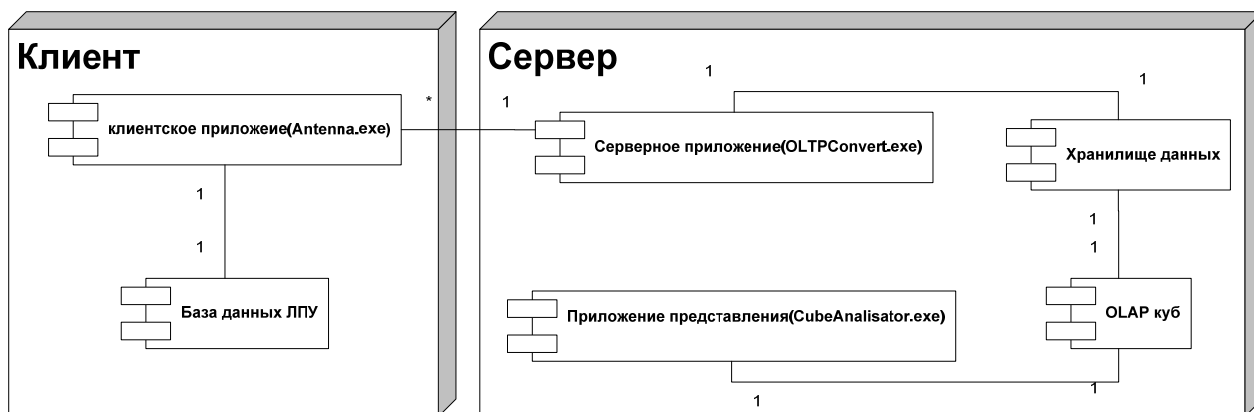 Клиент
клиентское приложеие(Antenna.exe)
*
1
1
База данных ЛПУ
Сервер
1
1
1
Серверное приложение(OLTPConvert.exe)
Хранилище данных
1
1
Приложение представления(CubeAnalisator.exe)
OLAP куб
1
1